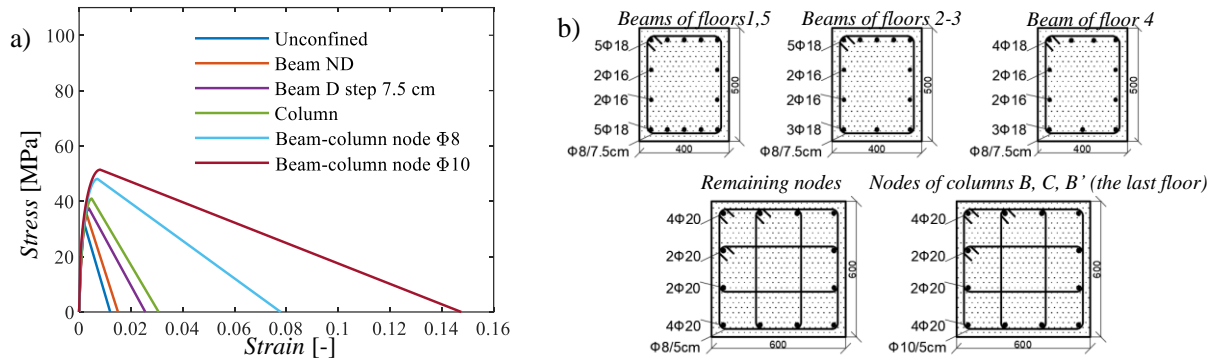 a)
Stress [MPa]
100
80
60
40
20
0
0
0.02
0.04
0.06
0.08
0.1
0.12
0.14
0.16
Strain [-]
Unconfined
Beam ND
Beam D step 7.5 cm
Column
Beam-column node Φ8
Beam-column node Φ10
b)
Beams of floors1,5
5Φ18
2Φ16
2Φ16
5Φ18
Φ8/7.5cm
400
500
Beams of floors 2-3
5Φ18
2Φ16
2Φ16
3Φ18
Φ8/7.5cm
400
500
Beam of floor 4
4Φ18
2Φ16
2Φ16
3Φ18
Φ8/7.5cm
400
500
Remaining nodes
4Φ20
2Φ20
2Φ20
4Φ20
Φ8/5cm
600
600
Nodes of columns B, C, B' (the last floor)
4Φ20
2Φ20
2Φ20
4Φ20
Φ10/5cm
600
600